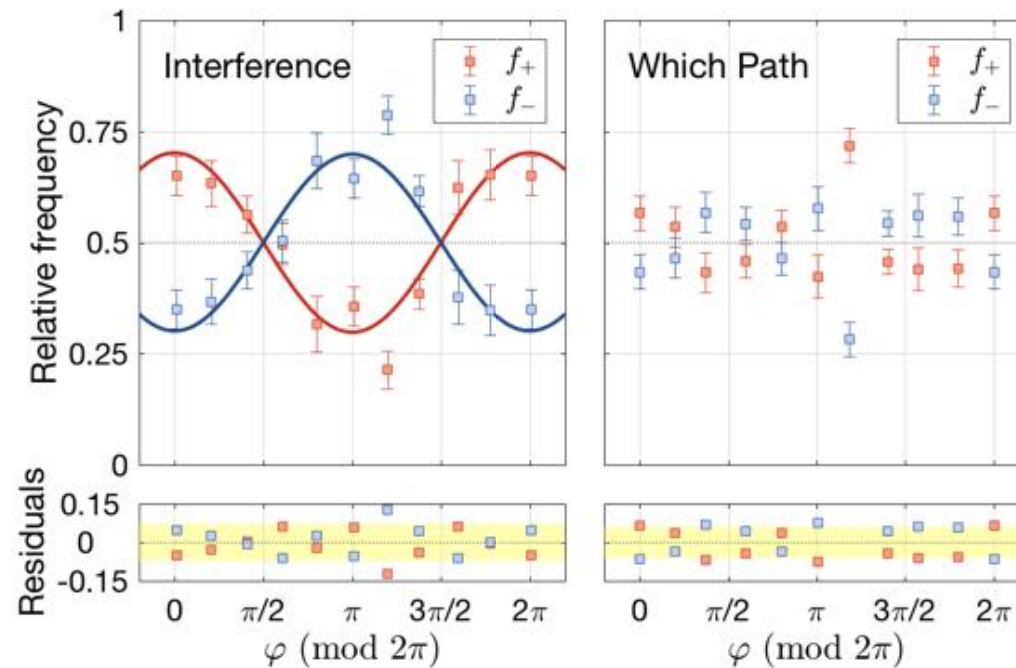 Interference
f₊
f₋
Which Path
f₊
f₋
Relative frequency
1
0.75
0.5
0.25
0
Residuals
0.15
0
-0.15
0
π/2
π
3π/2
2π
φ (mod 2π)
0
π/2
π
3π/2
2π
φ (mod 2π)